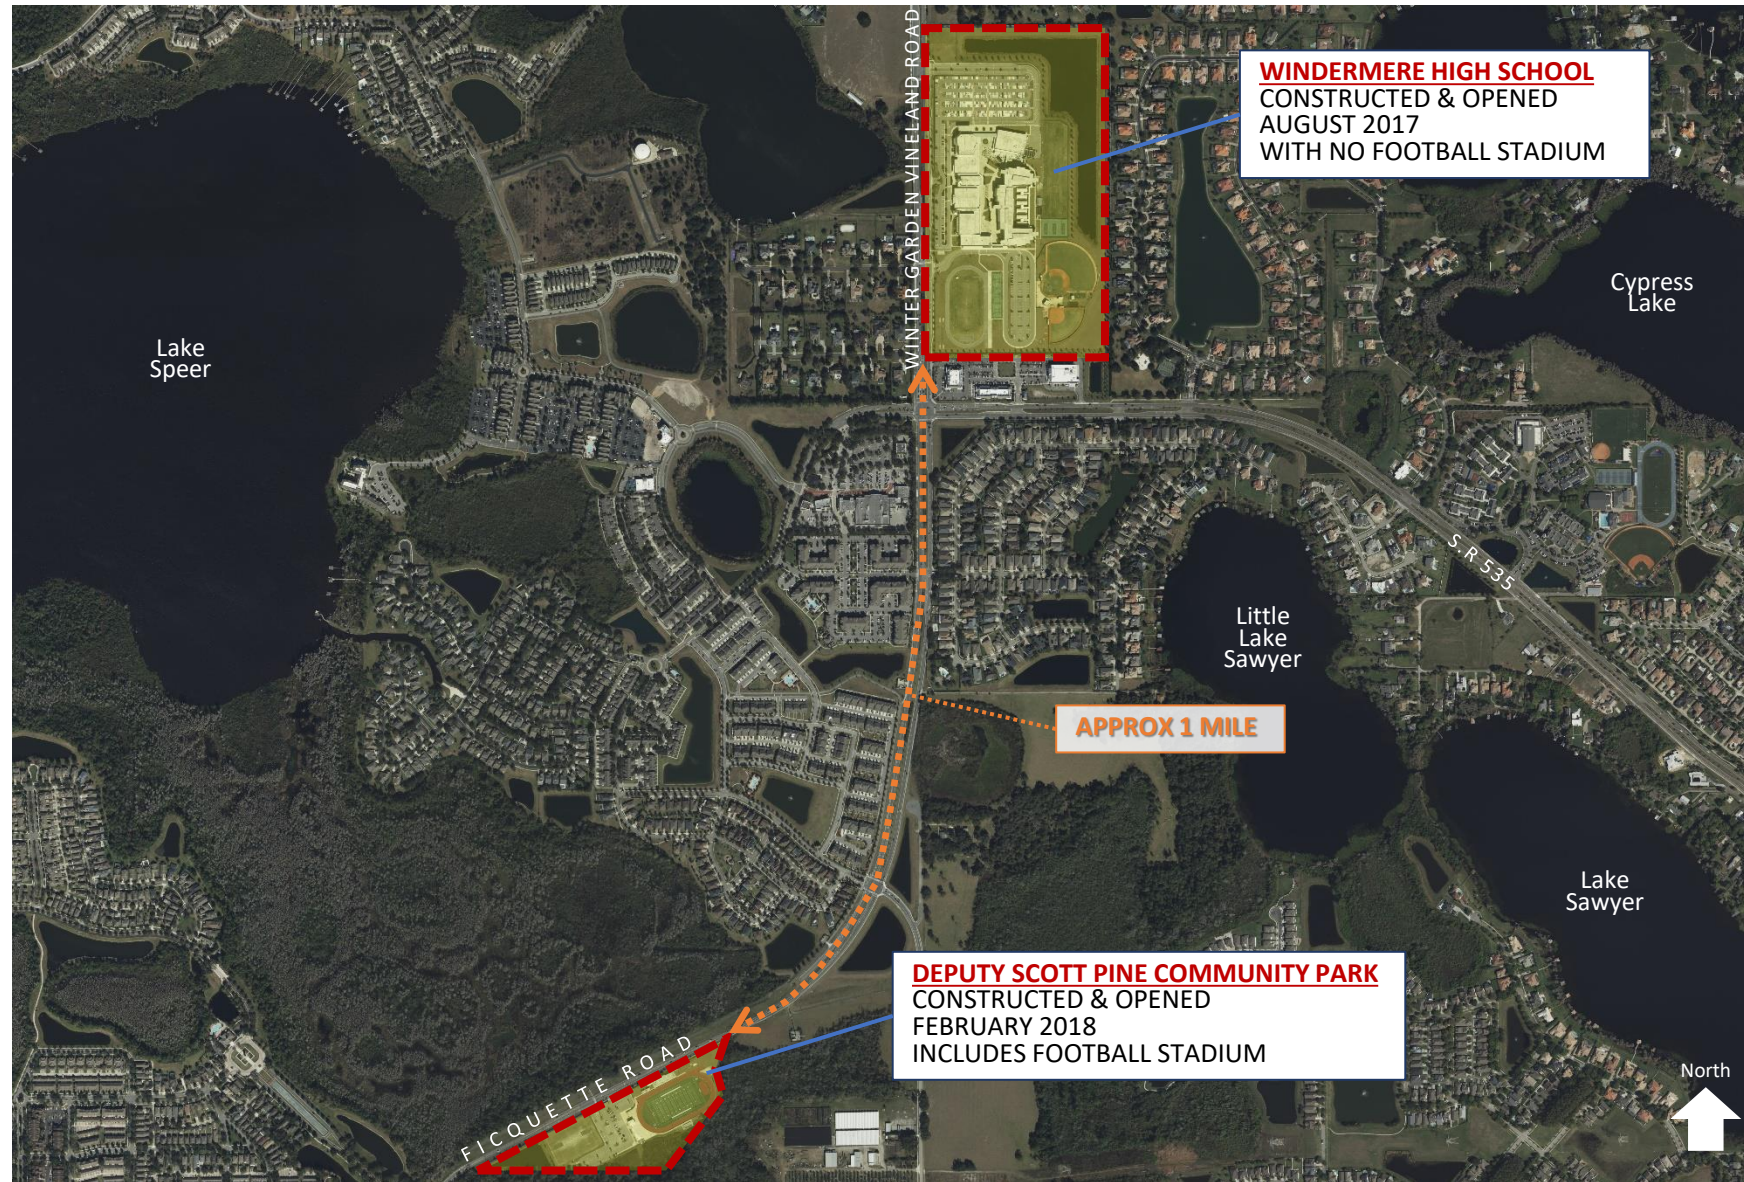 WINTER GARDEN VINELAND ROAD
WINDERMERE HIGH SCHOOL
CONSTRUCTED & OPENED
AUGUST 2017
WITH NO FOOTBALL STADIUM
Cypress
Lake
Lake
Speer
S.R 535
Little
Lake
Sawyer
APPROX 1 MILE
Lake
Sawyer
DEPUTY SCOTT PINE COMMUNITY PARK
CONSTRUCTED & OPENED
FEBRUARY 2018
INCLUDES FOOTBALL STADIUM
FICQUETTE ROAD
North